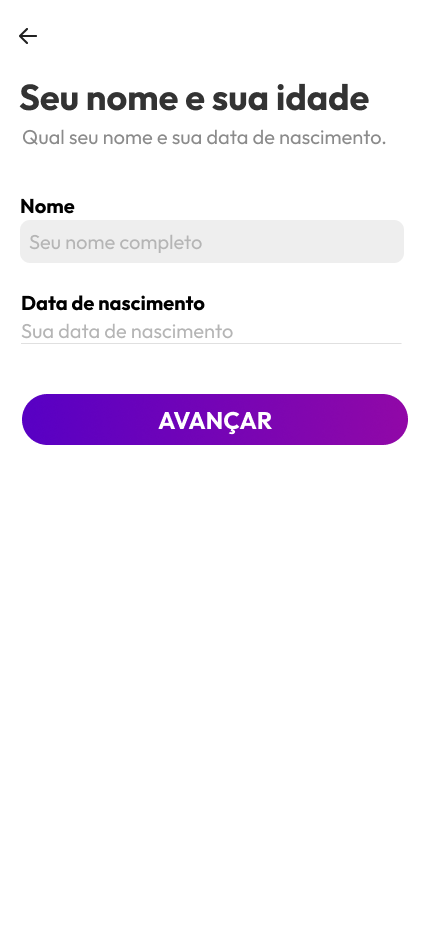 Seu nome e sua idade
Qual seu nome e sua data de nascimento.
Nome
Seu nome completo
Data de nascimento
Sua data de nascimento
AVANÇAR